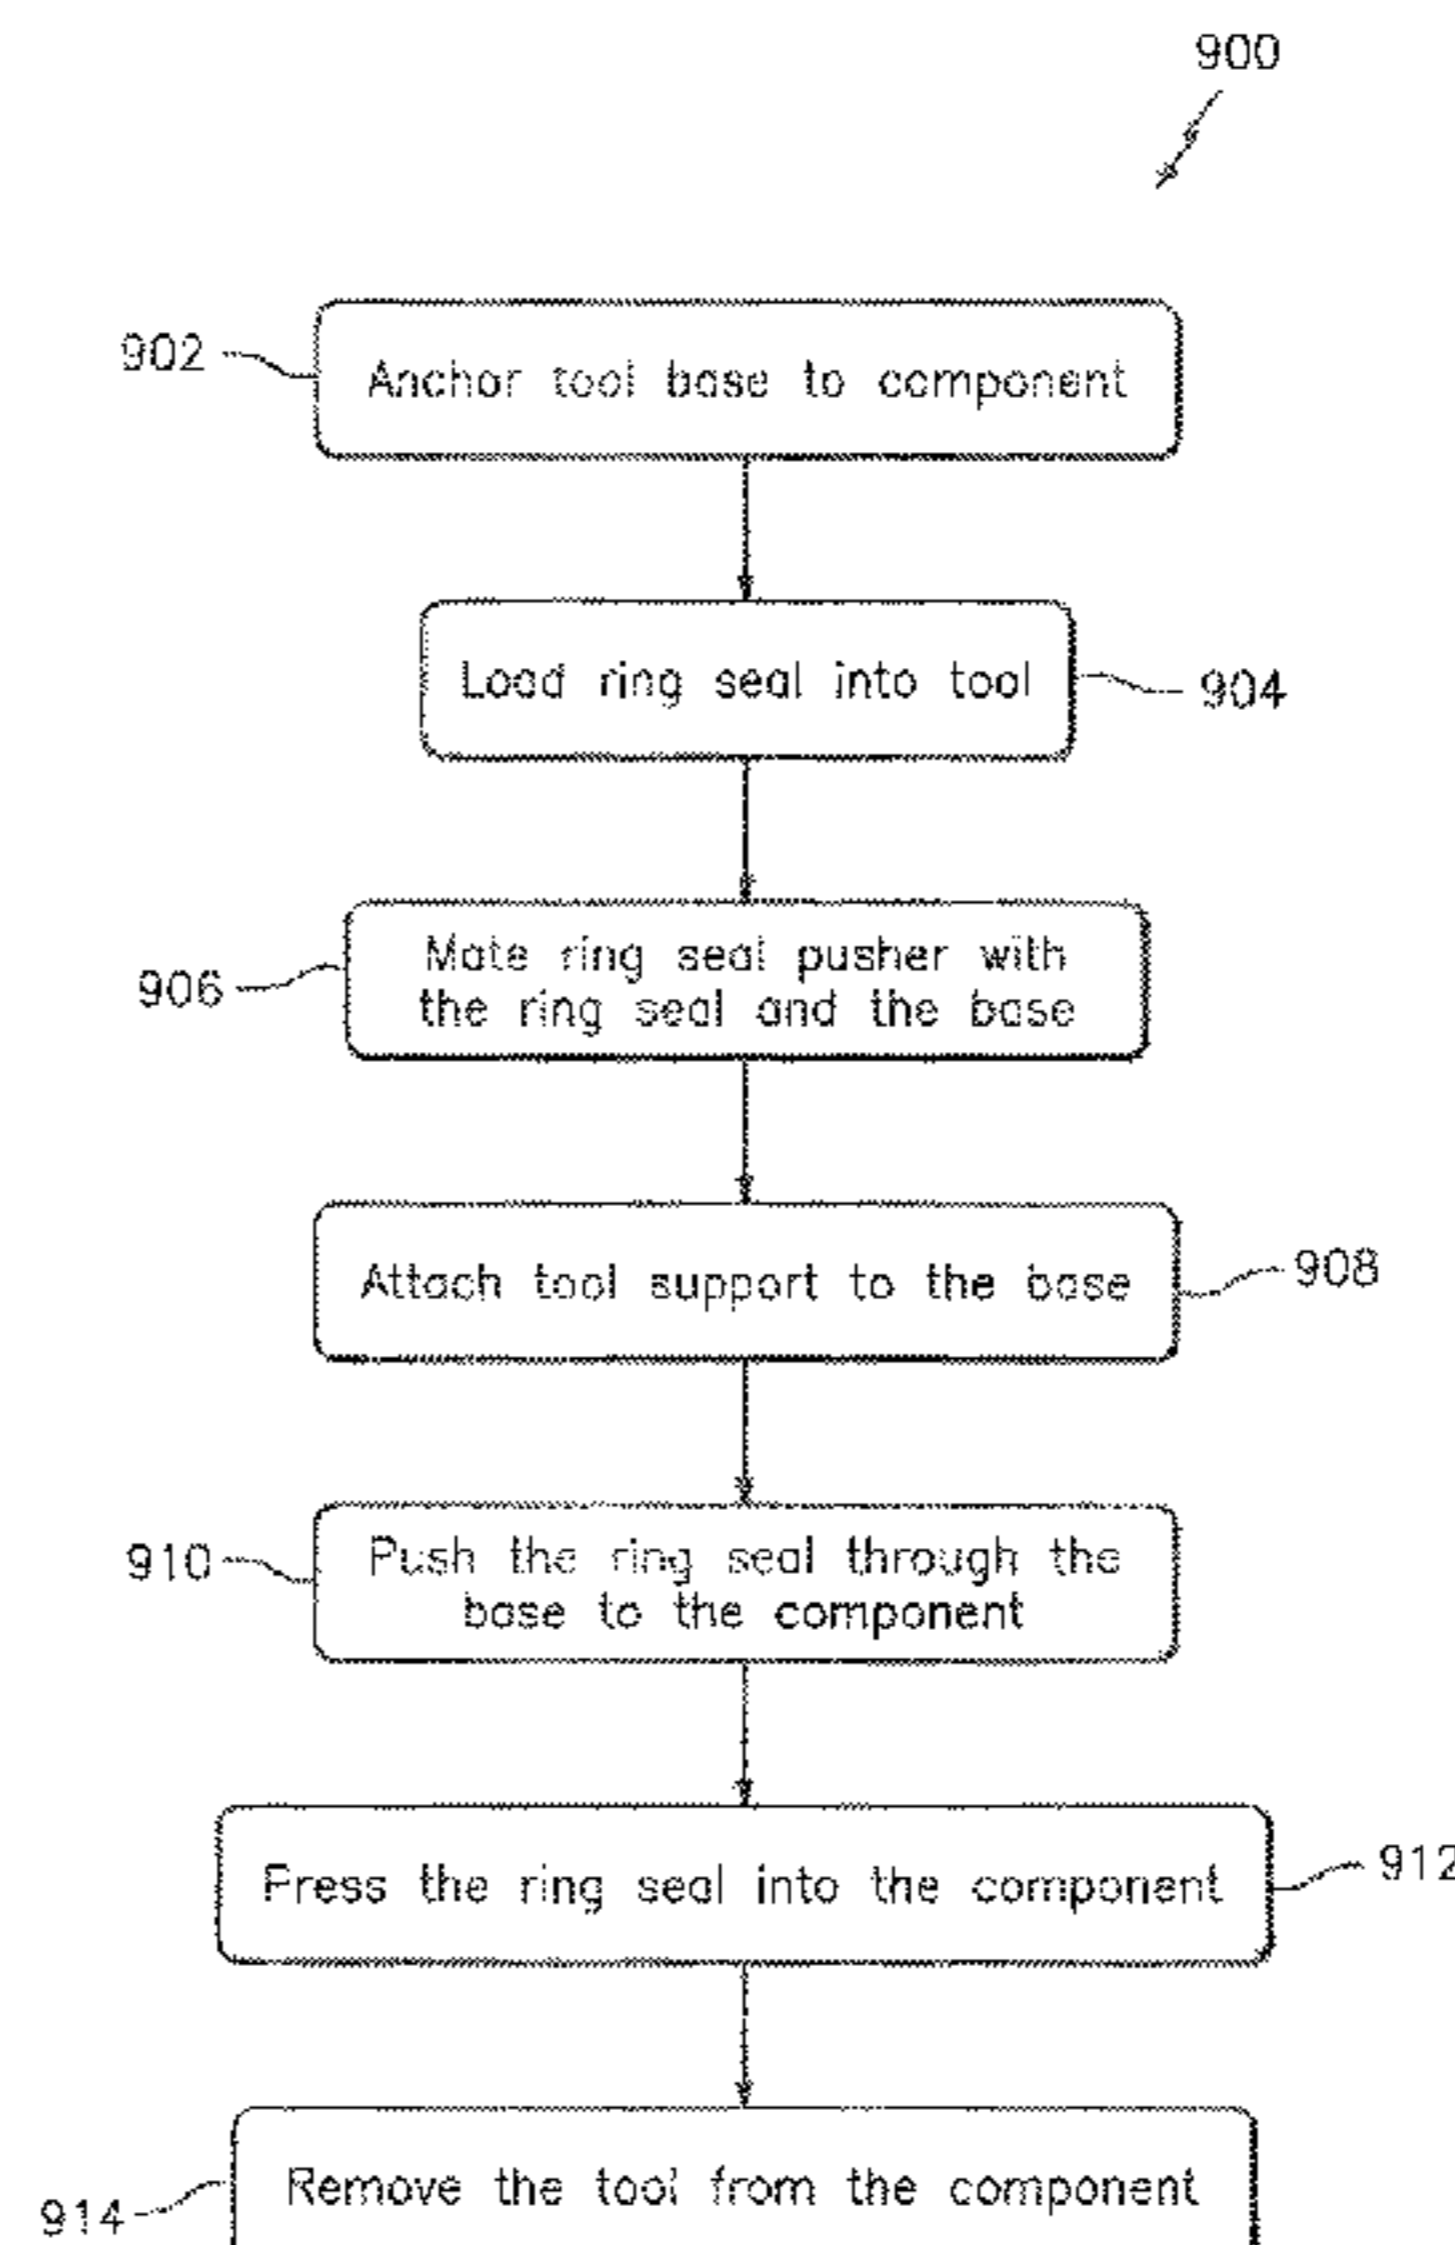 900
902
Anchor tool base to component
Load ring seal into tool
904
906
Mate ring seal pusher with
the ring seal and the base
Attach tool support to the base
908
910
Push the ring seal through the
base to the component
Press the ring seal into the component
912
Remove the tool from the component
914